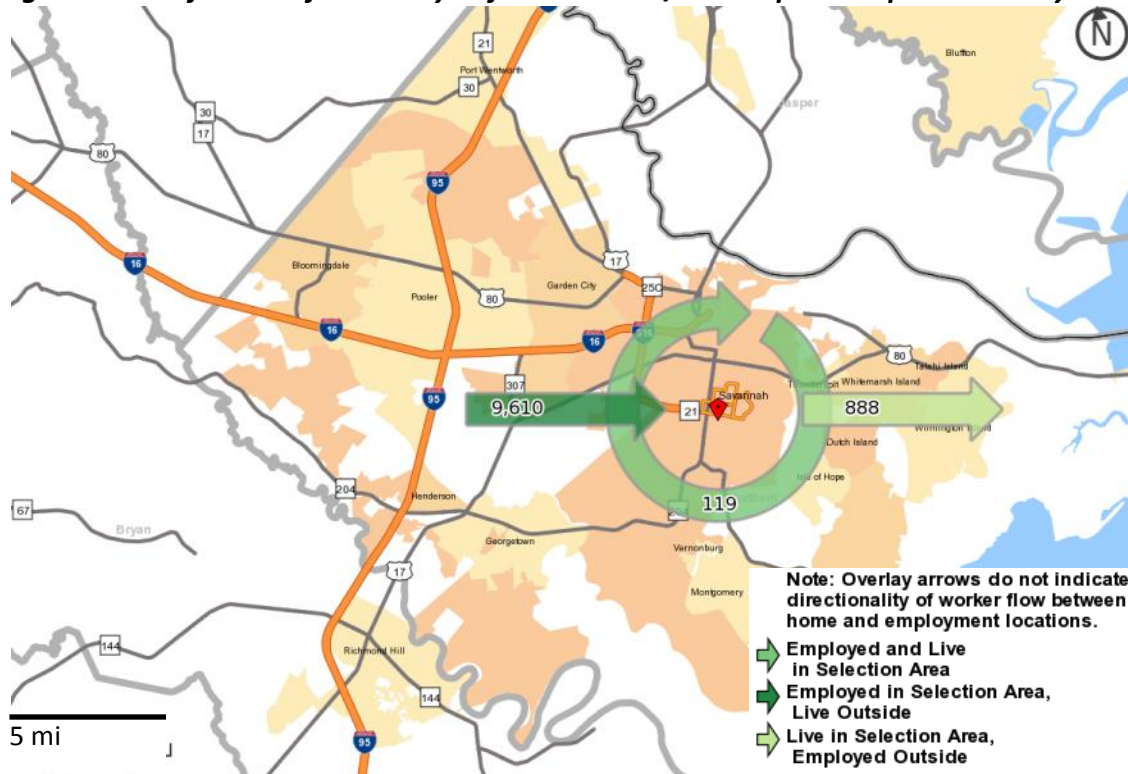 21
Port Wentworth
30
N
Bluffton
Jasper
30
17
80
95
16
Bloomingdale
Pooler
80
Garden City
17
25C
16
16
516
80
Talahi Island
Whitemarsh Island
307
95
9,610
21
Savannah
888
Wilmington Island
Dutch Island
Isle of Hope
204
Henderson
119
204
67
Bryan
Georgetown
Vernonburg
17
Montgomery
144
Richmond Hill
144
95
5 mi
Note: Overlay arrows do not indicate
directionality of worker flow between
home and employment locations.
Employed and Live
in Selection Area
Employed in Selection Area,
Live Outside
Live in Selection Area,
Employed Outside